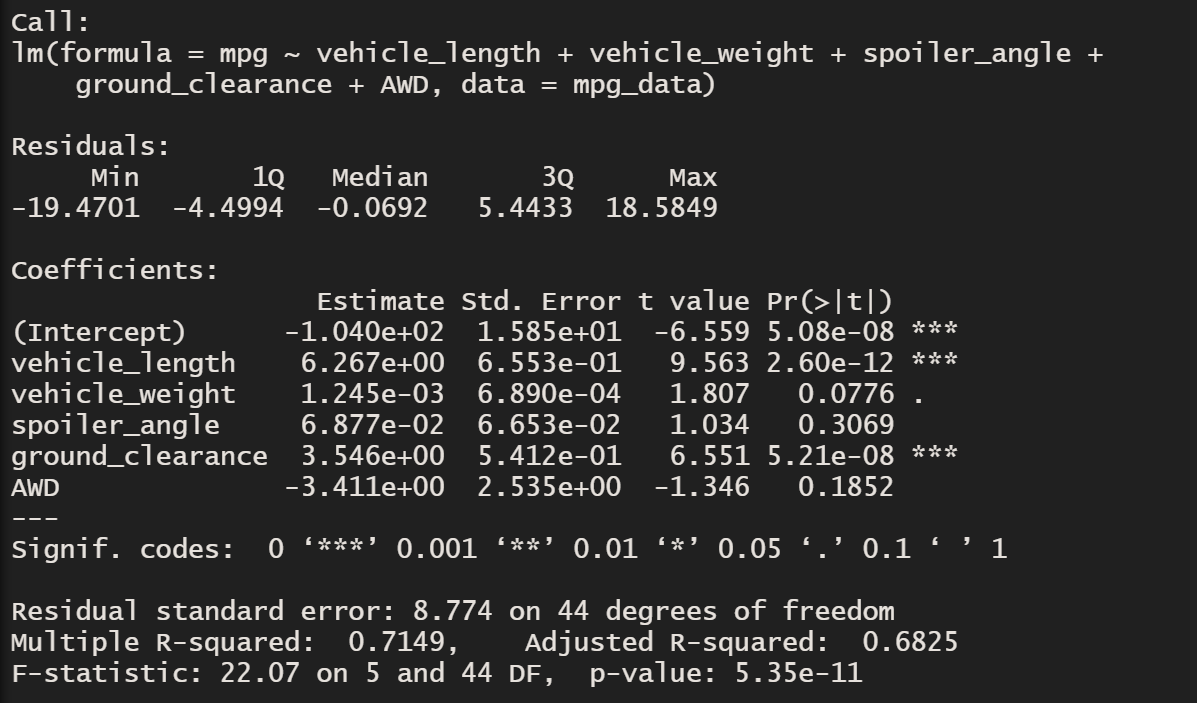 Call:
lm(formula = mpg ~ vehicle_length + vehicle_weight + spoiler_angle +
    ground_clearance + AWD, data = mpg_data)

Residuals:
     Min       1Q   Median       3Q      Max
-19.4701  -4.4994  -0.0692   5.4433  18.5849

Coefficients:
                   Estimate Std. Error t value Pr(>|t|)
(Intercept)      -1.040e+02  1.585e+01  -6.559 5.08e-08 ***
vehicle_length    6.267e+00  6.553e-01   9.563 2.60e-12 ***
vehicle_weight    1.245e-03  6.890e-04   1.807   0.0776 .
spoiler_angle     6.877e-02  6.653e-02   1.034   0.3069
ground_clearance  3.546e+00  5.412e-01   6.551 5.21e-08 ***
AWD              -3.411e+00  2.535e+00  -1.346   0.1852
---
Signif. codes:  0 ‘***’ 0.001 ‘**’ 0.01 ‘*’ 0.05 ‘.’ 0.1 ‘ ’ 1

Residual standard error: 8.774 on 44 degrees of freedom
Multiple R-squared:  0.7149,    Adjusted R-squared:  0.6825
F-statistic: 22.07 on 5 and 44 DF,  p-value: 5.35e-11